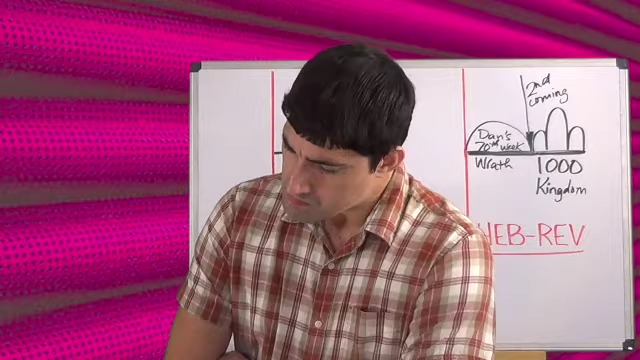 2nd
coming
Dan's
70th week
Wrath
1000
Kingdom
HEB-REV